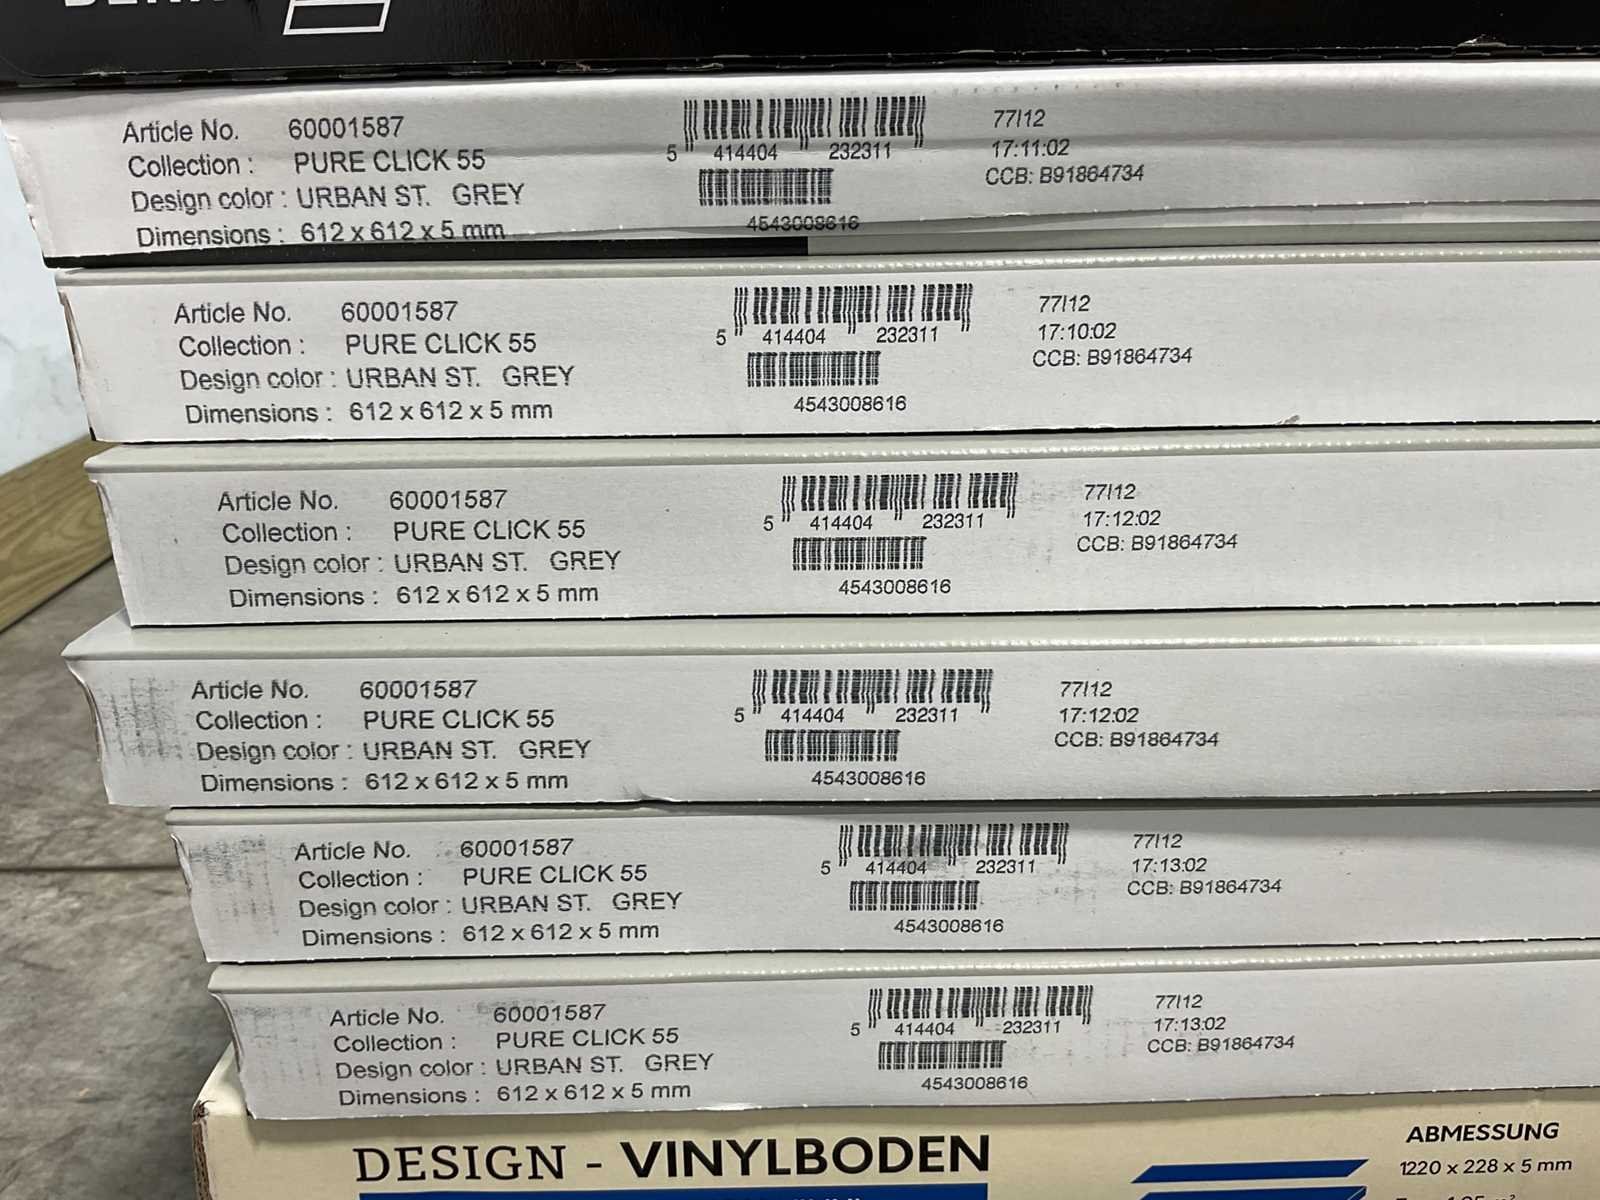 Article No. 60001587
Collection : PURE CLICK 55
Design color : URBAN ST. GREY
Dimensions : 612 x 612 x 5 mm
5 414404 232311
4543008616
77I12
17:11:02
CCB: B91864734
Article No. 60001587
Collection : PURE CLICK 55
Design color : URBAN ST. GREY
Dimensions : 612 x 612 x 5 mm
5 414404 232311
4543008616
77I12
17:10:02
CCB: B91864734
Article No. 60001587
Collection : PURE CLICK 55
Design color : URBAN ST. GREY
Dimensions : 612 x 612 x 5 mm
5 414404 232311
4543008616
77I12
17:12:02
CCB: B91864734
Article No. 60001587
Collection : PURE CLICK 55
Design color : URBAN ST. GREY
Dimensions : 612 x 612 x 5 mm
5 414404 232311
4543008616
77I12
17:12:02
CCB: B91864734
Article No. 60001587
Collection : PURE CLICK 55
Design color : URBAN ST. GREY
Dimensions : 612 x 612 x 5 mm
5 414404 232311
4543008616
77I12
17:13:02
CCB: B91864734
Article No. 60001587
Collection : PURE CLICK 55
Design color : URBAN ST. GREY
Dimensions : 612 x 612 x 5 mm
5 414404 232311
4543008616
77I12
17:13:02
CCB: B91864734
DESIGN - VINYLBODEN
ABMESSUNG
1220 x 228 x 5 mm